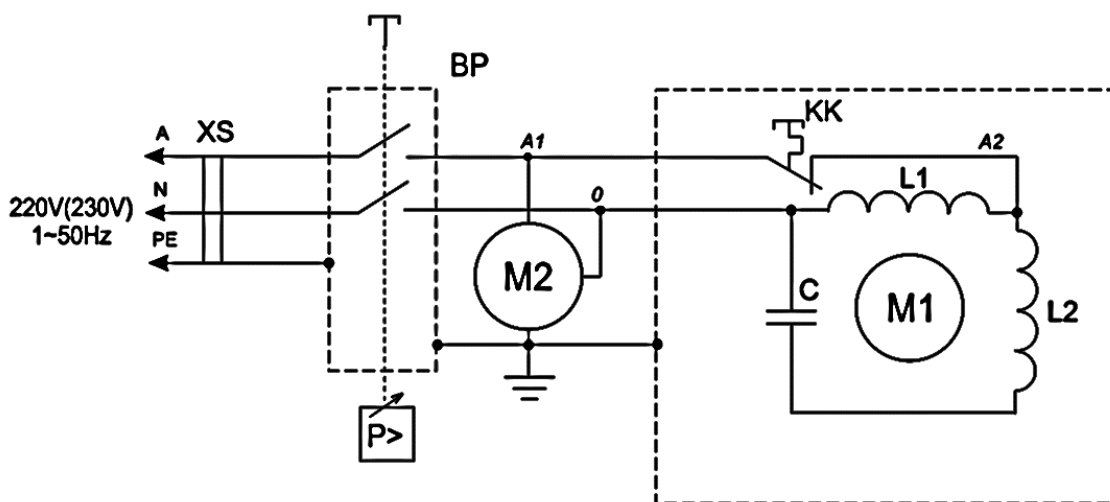 BP
KK
A XS
A1
A2
N
0
L1
220V(230V)
1~50Hz
PE
M2
C
M1
L2
P>